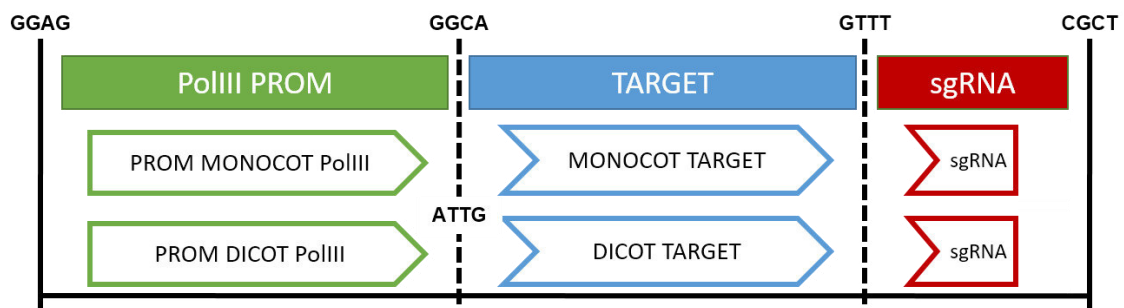 GGAG GGCA GTTT CGCT
PolIII PROM TARGET sgRNA
PROM MONOCOT PolIII MONOCOT TARGET sgRNA
ATTG
PROM DICOT PolIII DICOT TARGET sgRNA